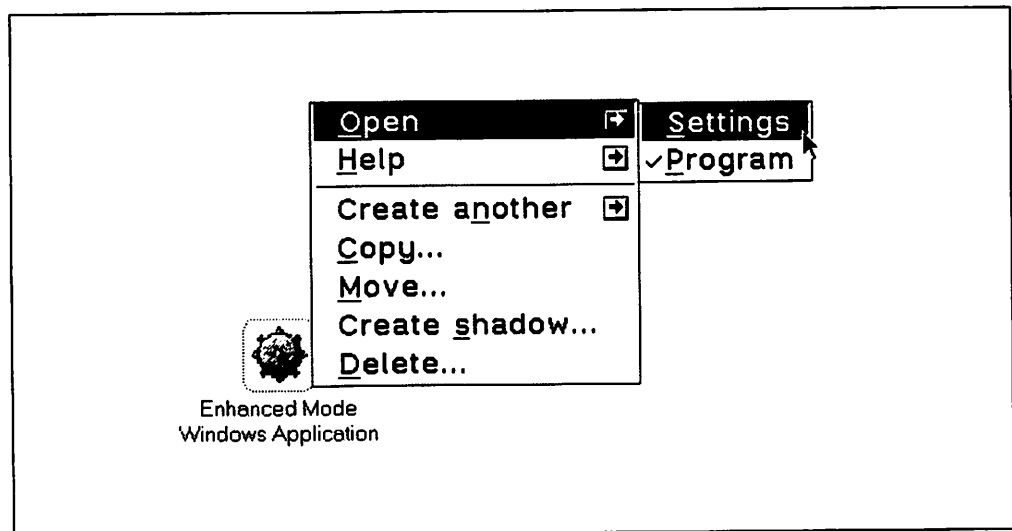 Open
Settings
Help
✓Program
Create another
Copy...
Move...
Create shadow...
Delete...
Enhanced Mode
Windows Application